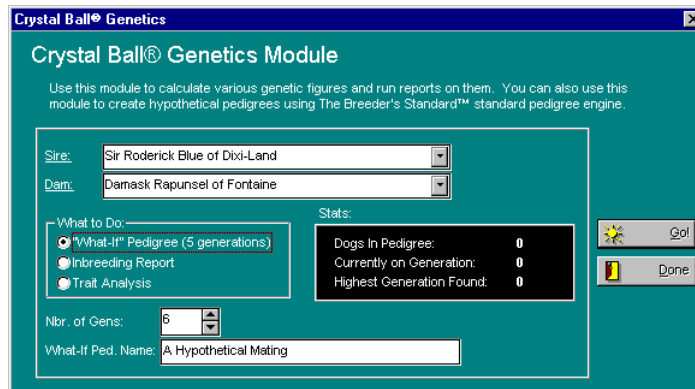 Crystal Ball® Genetics
Crystal Ball® Genetics Module
Use this module to calculate various genetic figures and run reports on them. You can also use this
module to create hypothetical pedigrees using The Breeder's Standard™ standard pedigree engine.
Sire: Sir Roderick Blue of Dixi-Land
Dam: Damask Rapunsel of Fontaine
What to Do:
"What-If" Pedigree (5 generations)
Inbreeding Report
Trait Analysis
Stats:
Dogs In Pedigree: 0
Currently on Generation: 0
Highest Generation Found: 0
Go!
Done
Nbr. of Gens: 6
What-If Ped. Name: A Hypothetical Mating